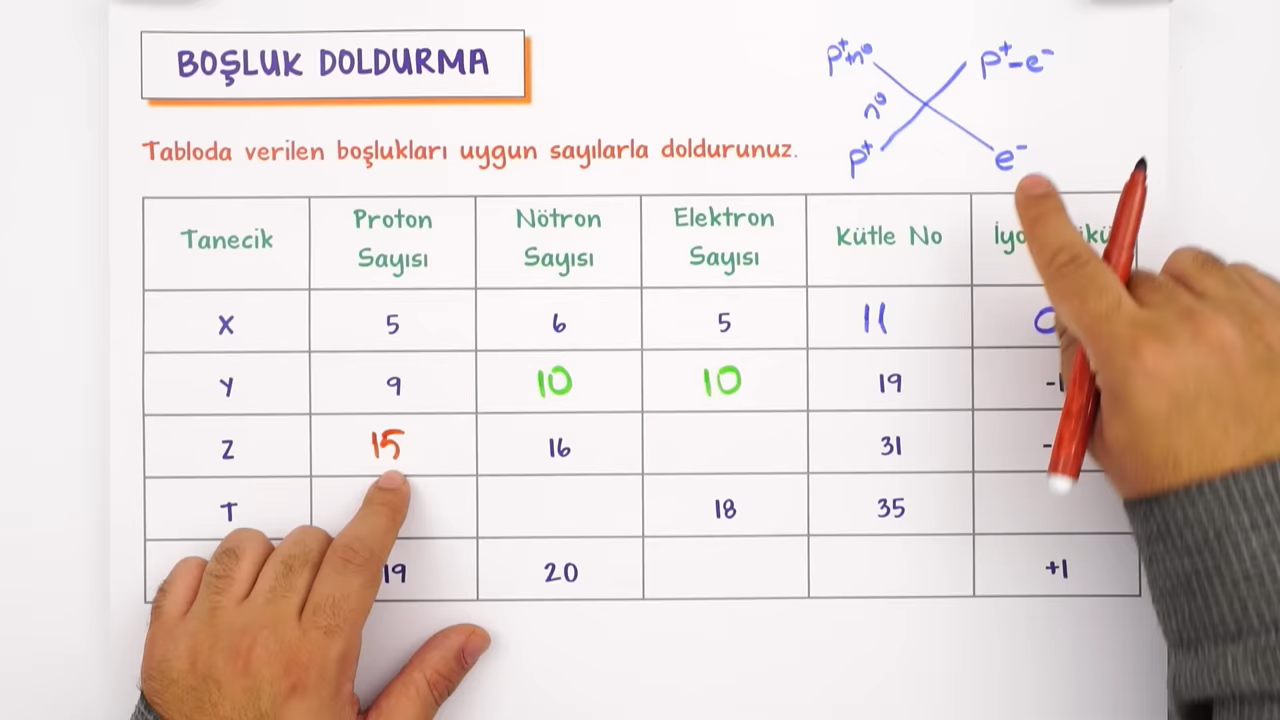 BOŞLUK DOLDURMA
p⁺+n⁰ p⁺-e⁻
n⁰
p⁺ e⁻
Tabloda verilen boşlukları uygun sayılarla doldurunuz.
Tanecik Proton Sayısı Nötron Sayısı Elektron Sayısı Kütle No
X 5 6 5 11
Y 9 10 10 19 -1
Z 15 16 31 -
T 18 35
19 20 +1